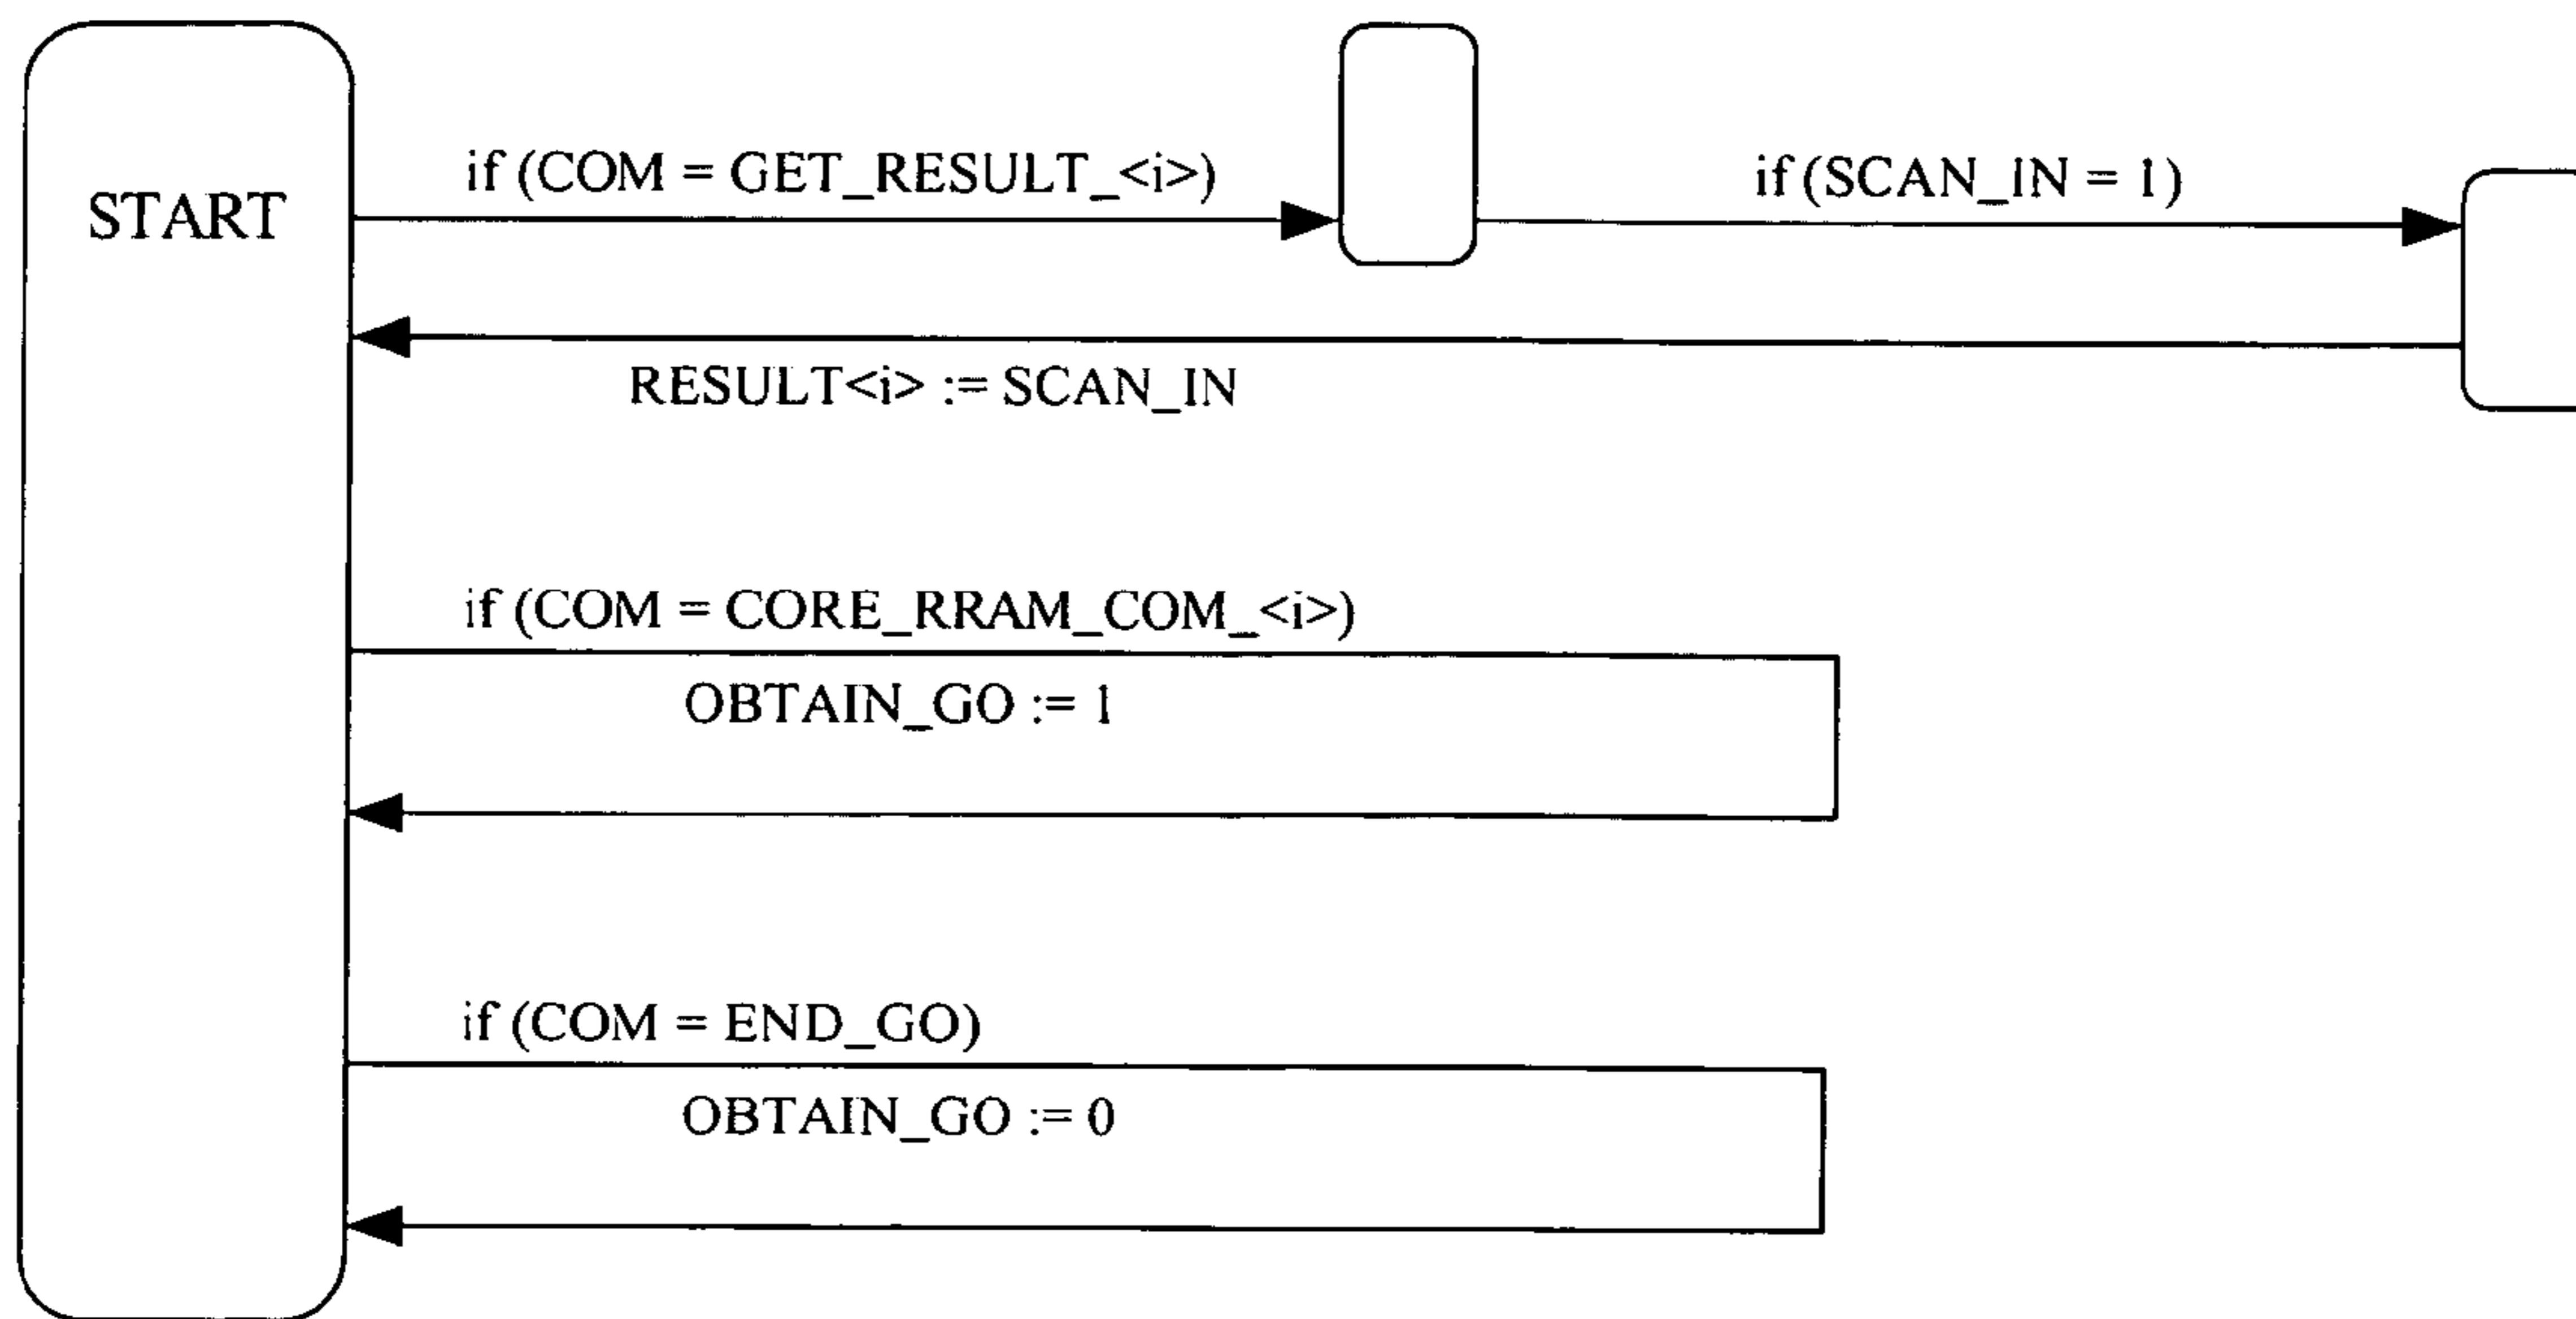 if (COM = GET_RESULT_<i>)
if (SCAN_IN = 1)
START
RESULT<i> := SCAN_IN
if (COM = CORE_RRAM_COM_<i>)
OBTAIN_GO := 1
if (COM = END_GO)
OBTAIN_GO := 0